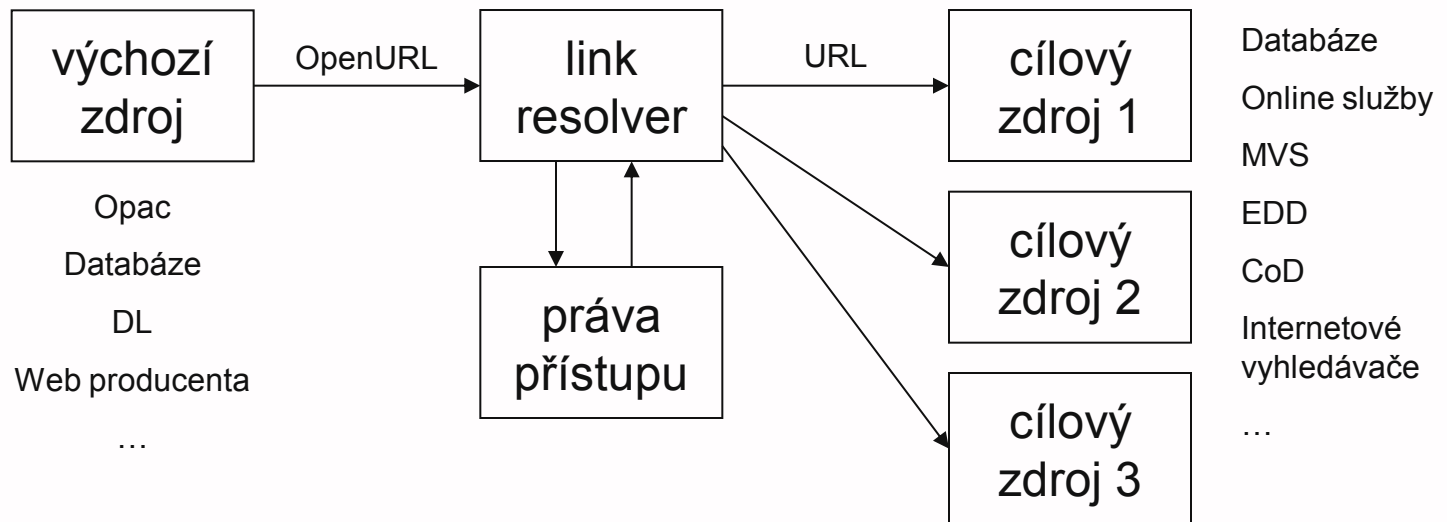 výchozí
zdroj
OpenURL
link
resolver
URL
cílový
zdroj 1
Opac
Databáze
DL
Web producenta
…
práva
přístupu
cílový
zdroj 2
cílový
zdroj 3
Databáze
Online služby
MVS
EDD
CoD
Internetové
vyhledávače
…